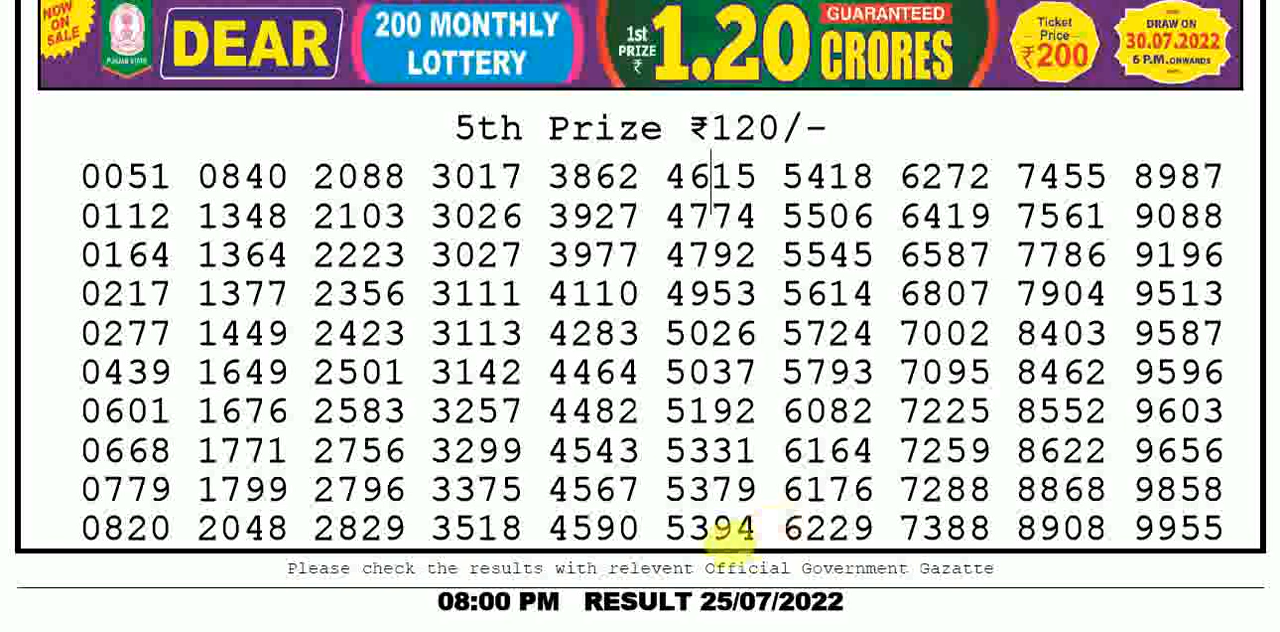 NOW
ON
SALE
PUNJAB STATE
DEAR
200 MONTHLY
LOTTERY
1st
PRIZE
₹
1.20
GUARANTEED
CRORES
Ticket
Price
₹200
DRAW ON
30.07.2022
6 P.M. ONWARDS
5th Prize ₹120/-
0051 0840 2088 3017 3862 4615 5418 6272 7455 8987
0112 1348 2103 3026 3927 4774 5506 6419 7561 9088
0164 1364 2223 3027 3977 4792 5545 6587 7786 9196
0217 1377 2356 3111 4110 4953 5614 6807 7904 9513
0277 1449 2423 3113 4283 5026 5724 7002 8403 9587
0439 1649 2501 3142 4464 5037 5793 7095 8462 9596
0601 1676 2583 3257 4482 5192 6082 7225 8552 9603
0668 1771 2756 3299 4543 5331 6164 7259 8622 9656
0779 1799 2796 3375 4567 5379 6176 7288 8868 9858
0820 2048 2829 3518 4590 5394 6229 7388 8908 9955
Please check the results with relevent Official Government Gazatte
08:00 PM RESULT 25/07/2022